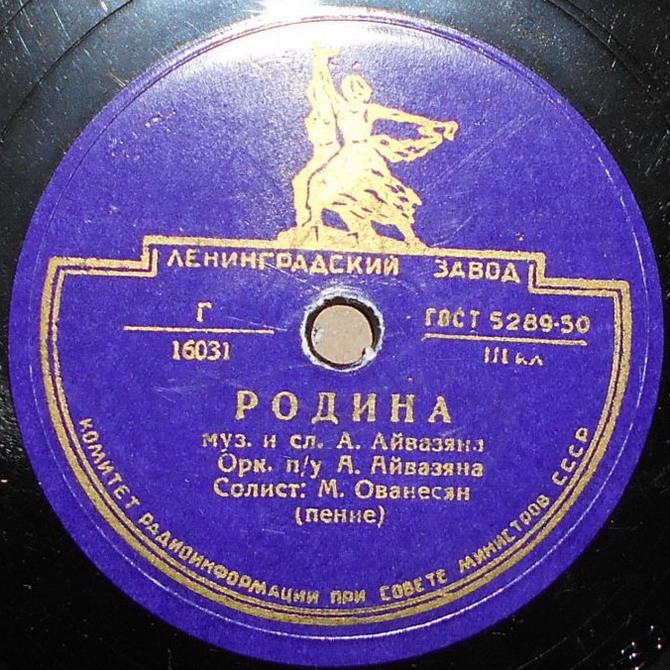 ЛЕНИНГРАДСКИЙ ЗАВОД
Г
16031
ГОСТ 5289-50
III кл
РОДИНА
муз. и сл. А. Айвазяна
Орк. п/у А. Айвазяна
Солист: М. Ованесян
(пение)
КОМИТЕТ РАДИОИНФОРМАЦИИ ПРИ СОВЕТЕ МИНИСТРОВ СССР